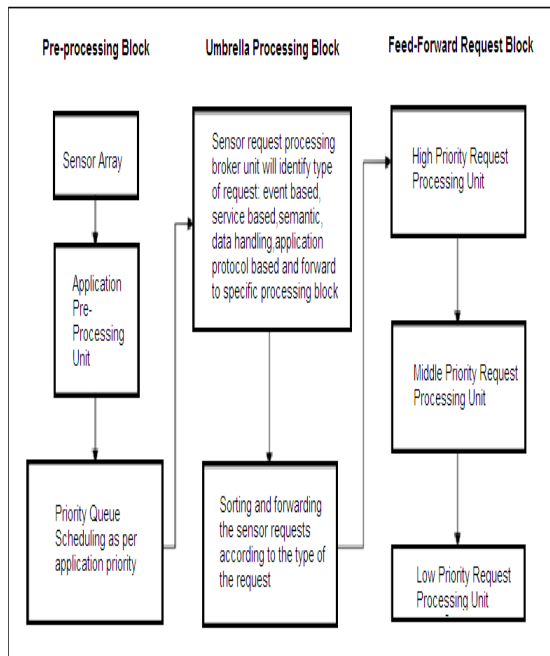 Pre-processing Block
Umbrella Processing Block
Feed-Forward Request Block
Sensor Array
Application
Pre-
Processing
Unit
Priority Queue
Scheduling as per
application priority
Sensor request processing
broker unit will identify type
of request: event based,
service based,semantic,
data handling,application
protocol based and forward
to specific processing block
Sorting and forwarding
the sensor requests
according to the type of
the request
High Priority Request
Processing Unit
Middle Priority Request
Processing Unit
Low Priority Request
Processing Unit